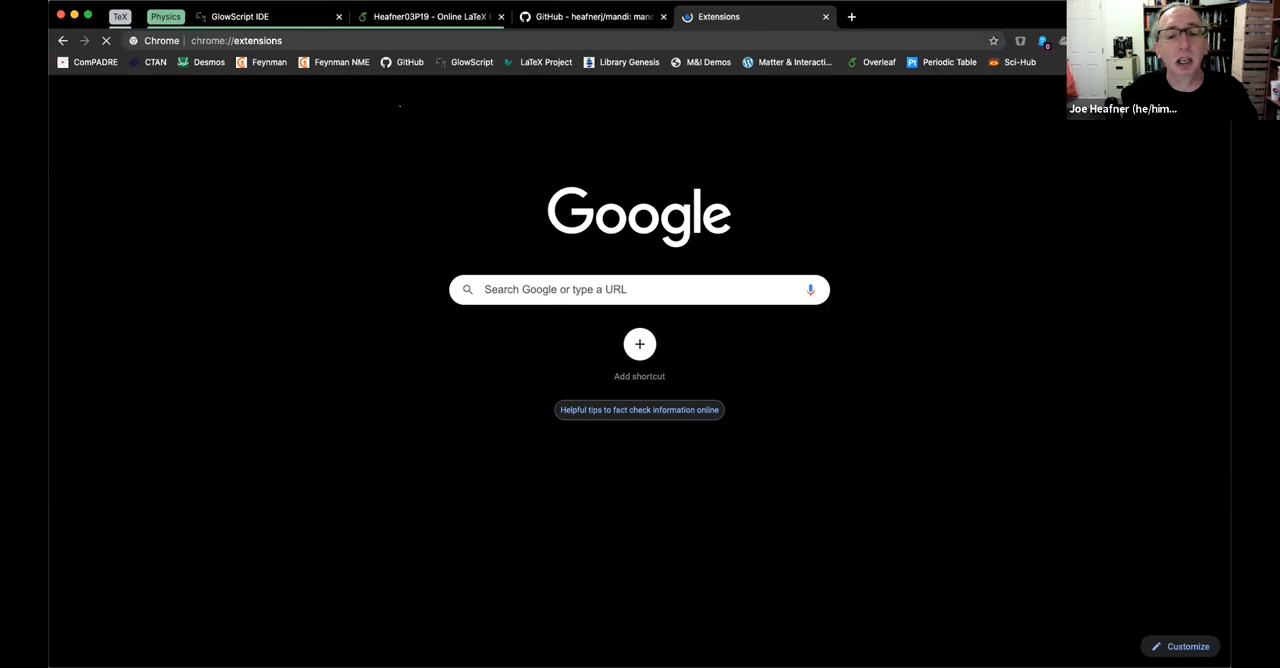 TeX Physics GlowScript IDE Heafner03P19 - Online LaTeX GitHub - heafnerj/mandi: mand Extensions
Chrome chrome://extensions
ComPADRE CTAN Desmos Feynman Feynman NME GitHub GlowScript LaTeX Project Library Genesis M&I Demos Matter & Interacti... Overleaf Periodic Table Sci-Hub
Joe Heafner (he/him...
Google
Search Google or type a URL
Add shortcut
Helpful tips to fact check information online
Customize